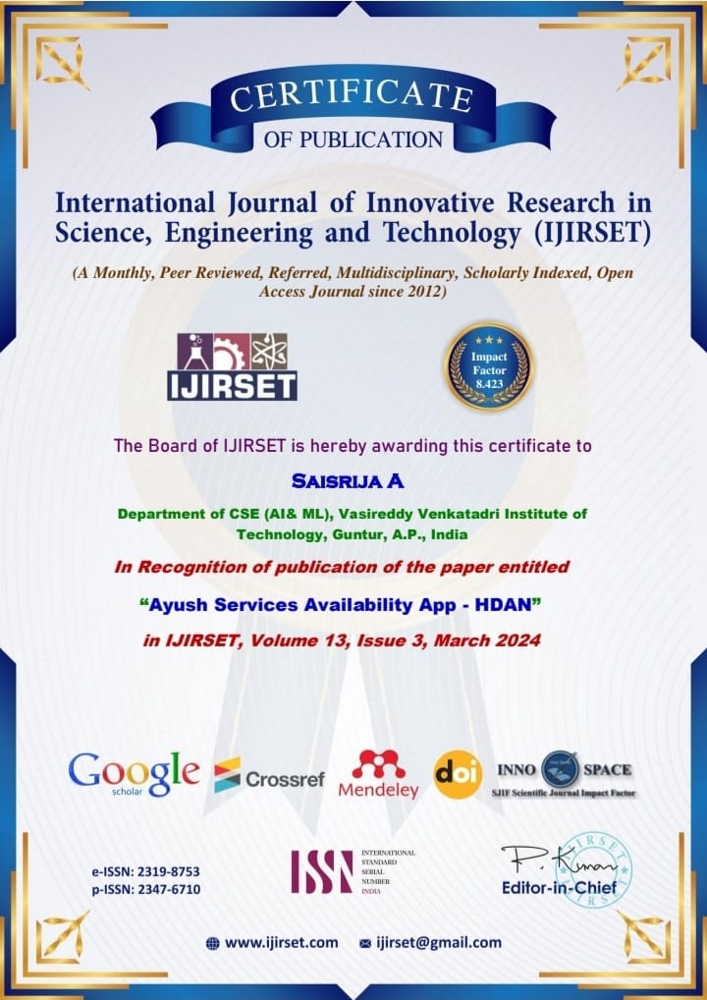 CERTIFICATE
OF PUBLICATION
International Journal of Innovative Research in
Science, Engineering and Technology (IJIRSET)
(A Monthly, Peer Reviewed, Referred, Multidisciplinary, Scholarly Indexed, Open
Access Journal since 2012)
IJIRSET
Impact
Factor
8.423
The Board of IJIRSET is hereby awarding this certificate to
SAISRIJA A
Department of CSE (AI& ML), Vasireddy Venkatadri Institute of
Technology, Guntur, A.P., India
In Recognition of publication of the paper entitled
“Ayush Services Availability App - HDAN”
in IJIRSET, Volume 13, Issue 3, March 2024
Google
scholar
Crossref
Mendeley
doi
INNO SPACE
SJIF Scientific Journal Impact Factor
e-ISSN: 2319-8753
p-ISSN: 2347-6710
ISSN
INTERNATIONAL
STANDARD
SERIAL
NUMBER
INDIA
P. Kumar
IJIRSET
IJIRSET
Editor-in-Chief
www.ijirset.com ijirset@gmail.com